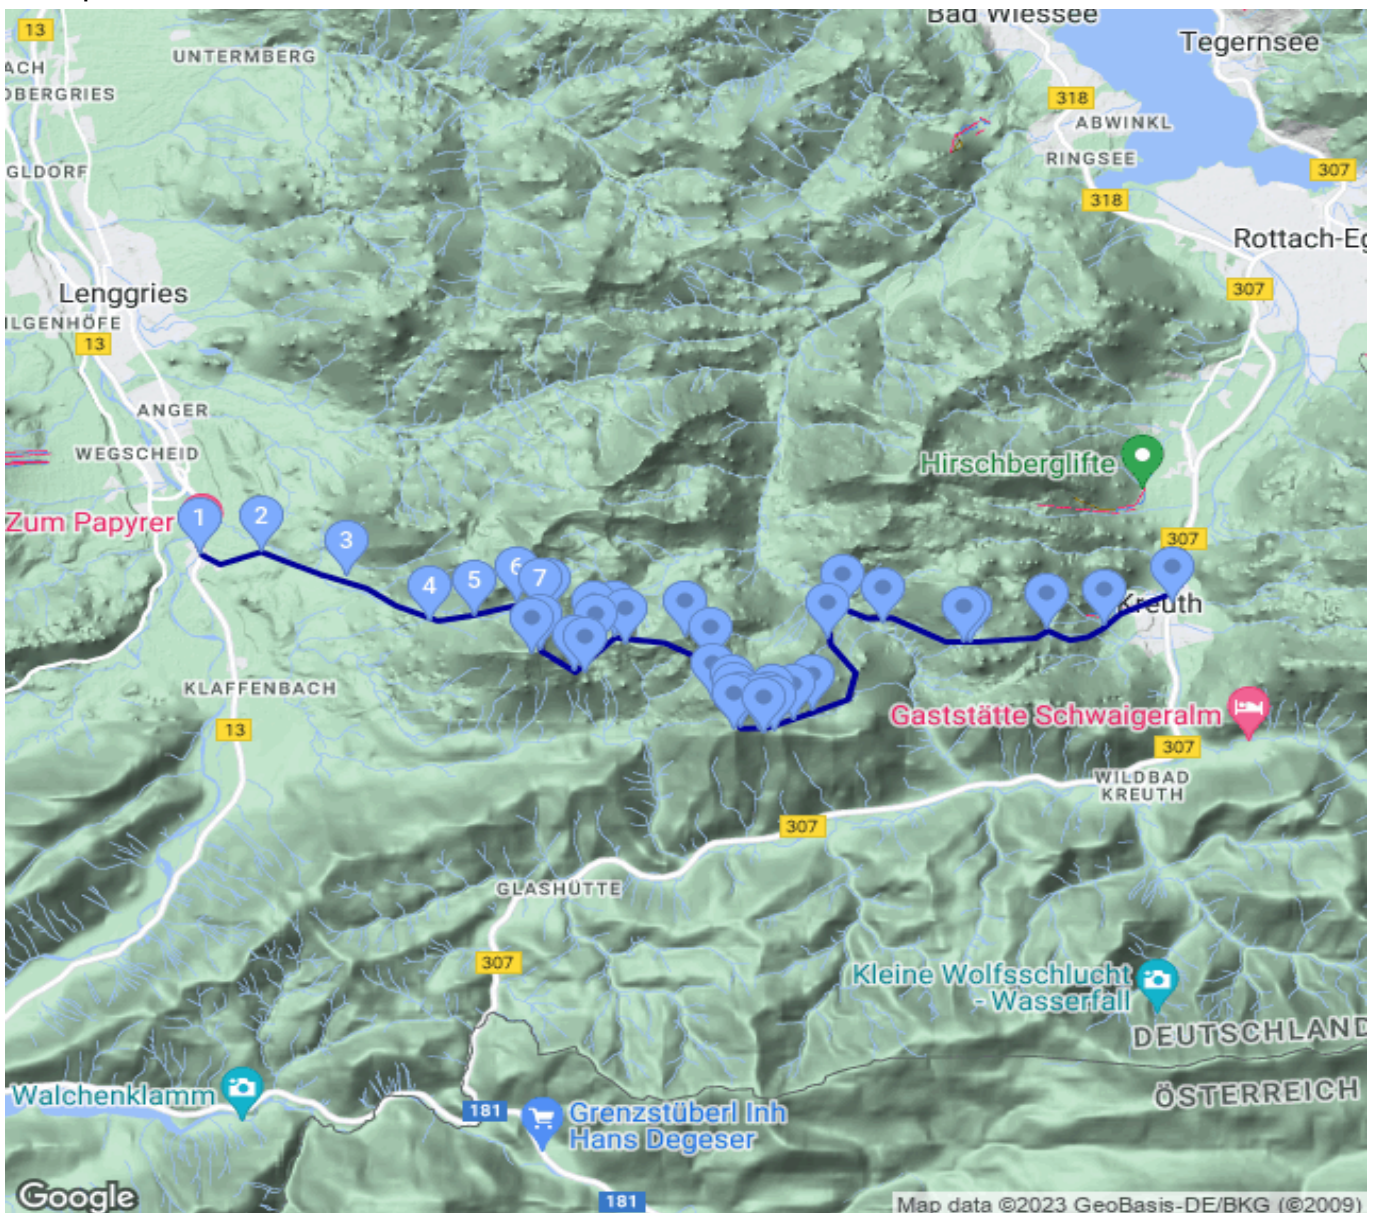 Bad Wiessee
13
Tegernsee
UNTERMBERG
ACH
OBERGRIES
318
ABWINKL
RINGSEE
GLDORF
307
318
Rottach-Eg
307
Lenggries
ILGENHÖFE
13
ANGER
WEGSCHEID
Hirschberglifte
Zum Papyrer
1
2
3
307
4
5
6
7
Kreuth
KLAFFENBACH
Gaststätte Schwaigeralm
13
307
WILDBAD
KREUTH
307
GLASHÜTTE
307
Kleine Wolfsschlucht
- Wasserfall
DEUTSCHLAND
ÖSTERREICH
Walchenklamm
181
Grenzstüberl Inh
Hans Degeser
181
Google
Map data ©2023 GeoBasis-DE/BKG (©2009)